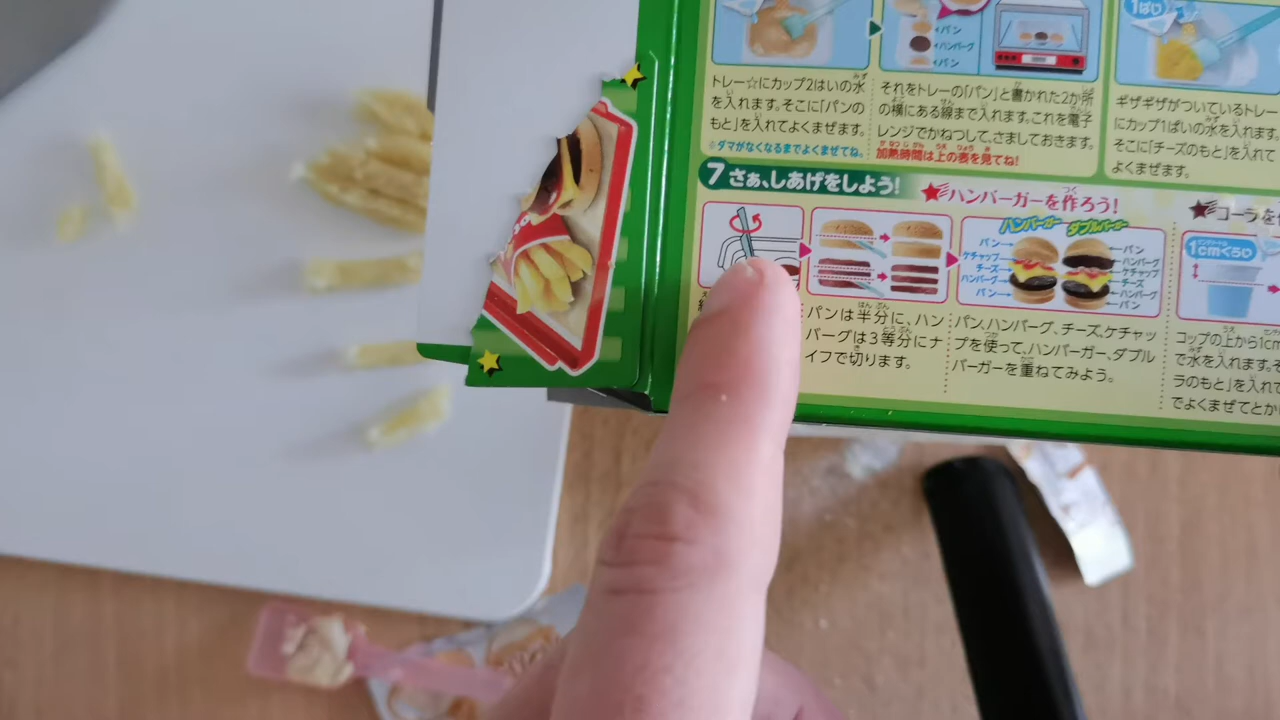 1ぱい
パン
ハンバーグ
パン
トレー☆にカップ2はいの水
を入れます。そこに「パンの
もと」を入れてよくまぜます。
※ダマがなくなるまでよくまぜてね。
それをトレーの「パン」と書かれた2か所
の横にある線まで入れます。これを電子
レンジでかねつして、さましておきます。
加熱時間は上の表を見てね!
ギザギザがついているトレー
にカップ1ぱいの水を入れます
そこに「チーズのもと」を入れて
よくまぜます。
7 さぁ、しあげをしよう!
ハンバーガーを作ろう!
コーラを
ハンバーガー ダブルバーガー
パン
ケチャップ
チーズ
ハンバーグ
パン
パン
ハンバーグ
ケチャップ
チーズ
ハンバーグ
パン
1cmぐらい
パンは半分に、ハン
バーグは3等分にナ
イフで切ります。
パン、ハンバーグ、チーズ、ケチャッ
プを使って、ハンバーガー、ダブル
バーガーを重ねてみよう。
コップの上から1cm
で水を入れます。そ
ラのもと」を入れて
でよくまぜてとか